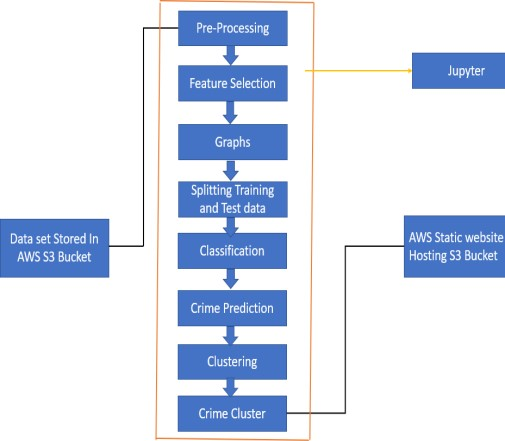 Pre-Processing
Feature Selection
Jupyter
Graphs
Splitting Training
and Test data
Data set Stored In
AWS S3 Bucket
Classification
AWS Static website
Hosting S3 Bucket
Crime Prediction
Clustering
Crime Cluster